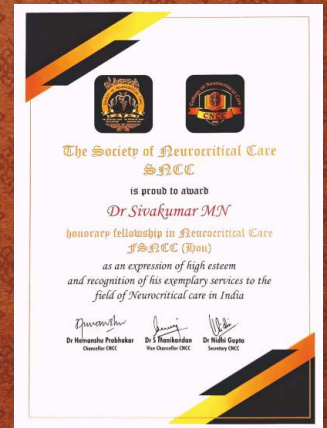 CNCC
The Society of Neurocritical Care
SNCC
is proud to award
Dr Sivakumar MN
honorary fellowship in Neurocritical Care
FSNCC (Hon)
as an expression of high esteem
and recognition of his exemplary services to the
field of Neurocritical care in India
Dr Hemanshu Prabhakar Dr S Manikandan Dr Nidhi Gupta
Chancellor CNCC Vice Chancellor CNCC Secretary CNCC